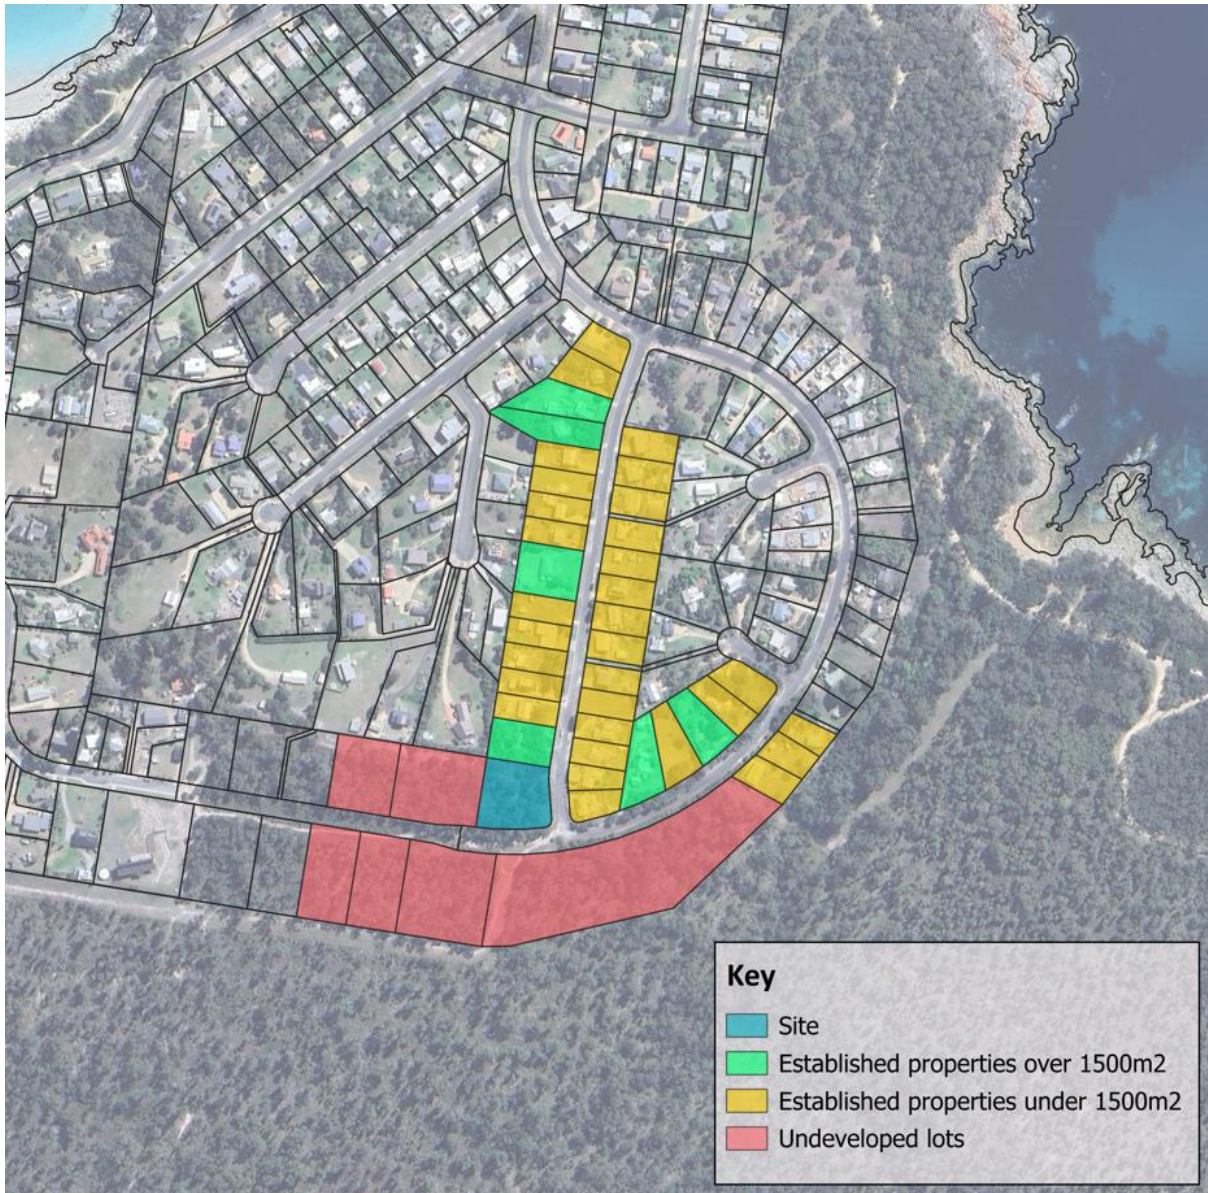 Key
Site
Established properties over 1500m2
Established properties under 1500m2
Undeveloped lots